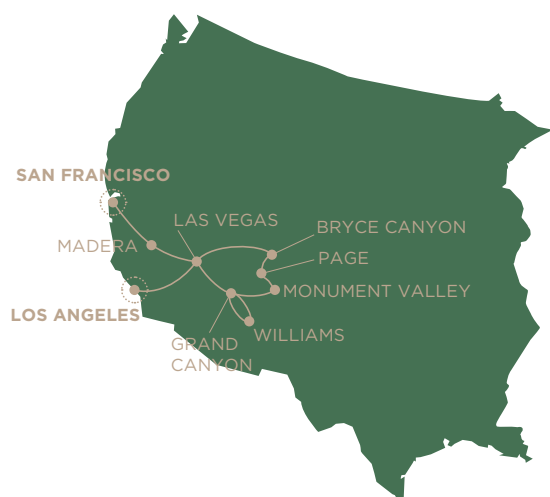 SAN FRANCISCO
LAS VEGAS
BRYCE CANYON
MADERA
PAGE
MONUMENT VALLEY
LOS ANGELES
WILLIAMS
GRAND
CANYON